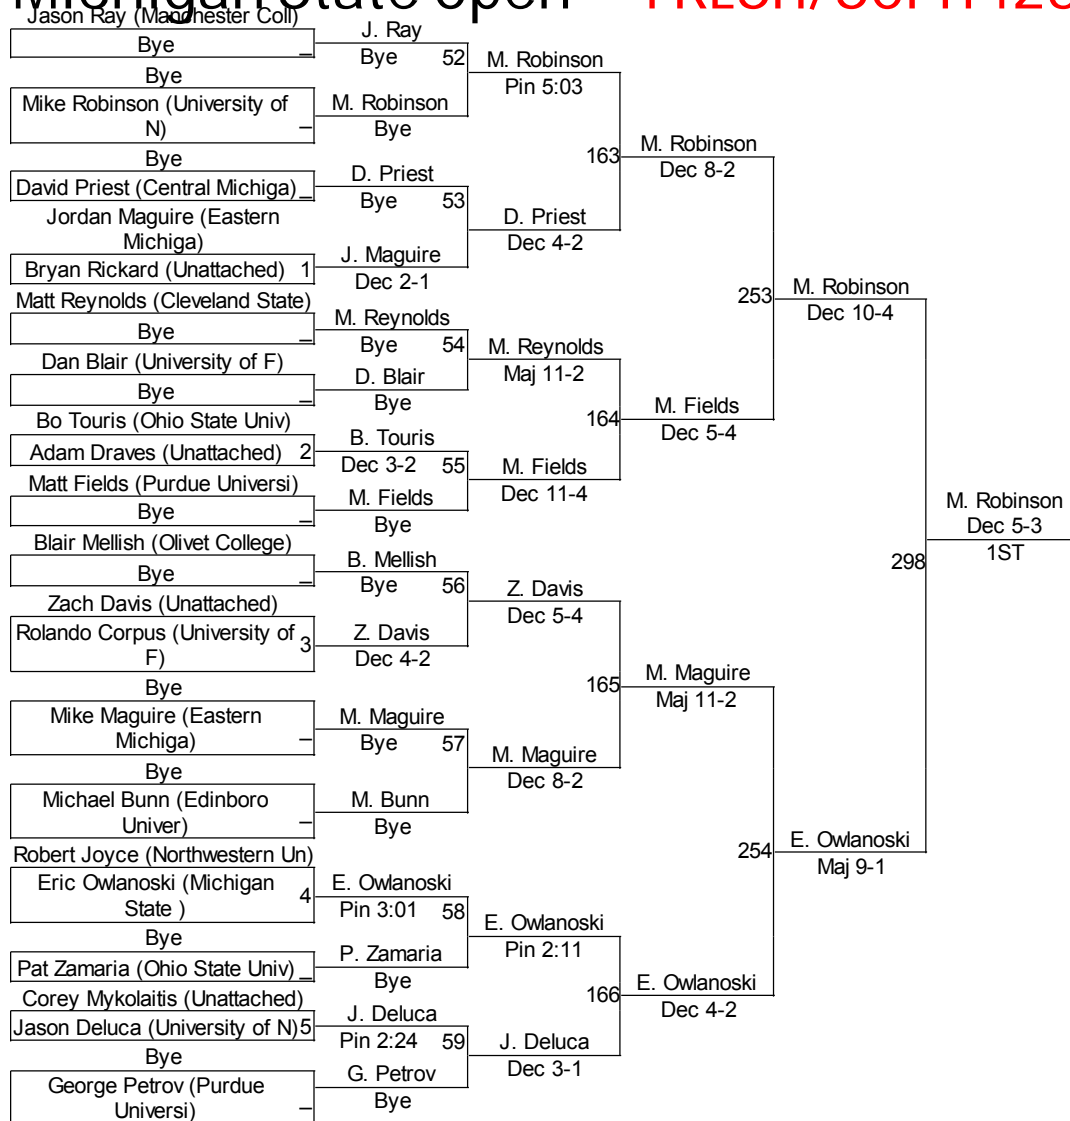 Michigan State open FRESH/SOPH 12
Jason Ray (Manchester Coll)
Bye _
Bye
Mike Robinson (University of
N) _
Bye
David Priest (Central Michiga) _
Jordan Maguire (Eastern
Michiga)
Bryan Rickard (Unattached) 1
Matt Reynolds (Cleveland State)
Bye _
Dan Blair (University of F)
Bye _
Bo Touris (Ohio State Univ)
Adam Draves (Unattached) 2
Matt Fields (Purdue Universi)
Bye _
Blair Mellish (Olivet College)
Bye _
Zach Davis (Unattached)
Rolando Corpus (University of
F) 3
Bye
Mike Maguire (Eastern
Michiga) _
Bye
Michael Bunn (Edinboro
Univer) _
Robert Joyce (Northwestern Un)
Eric Owlanoski (Michigan
State ) 4
Bye
Pat Zamaria (Ohio State Univ) _
Corey Mykolaitis (Unattached)
Jason Deluca (University of N) 5
Bye
George Petrov (Purdue
Universi) _
J. Ray
Bye 52
M. Robinson
Bye
D. Priest
Bye 53
J. Maguire
Dec 2-1
M. Reynolds
Bye 54
D. Blair
Bye
B. Touris
Dec 3-2 55
M. Fields
Bye
B. Mellish
Bye 56
Z. Davis
Dec 4-2
M. Maguire
Bye 57
M. Bunn
Bye
E. Owlanoski
Pin 3:01 58
P. Zamaria
Bye
J. Deluca
Pin 2:24 59
G. Petrov
Bye
M. Robinson
Pin 5:03
163
D. Priest
Dec 4-2
M. Reynolds
Maj 11-2
164
M. Fields
Dec 11-4
Z. Davis
Dec 5-4
165
M. Maguire
Dec 8-2
E. Owlanoski
Pin 2:11
166
J. Deluca
Dec 3-1
M. Robinson
Dec 8-2
253
M. Fields
Dec 5-4
M. Maguire
Maj 11-2
254
E. Owlanoski
Dec 4-2
M. Robinson
Dec 10-4
298
E. Owlanoski
Maj 9-1
M. Robinson
Dec 5-3
1ST